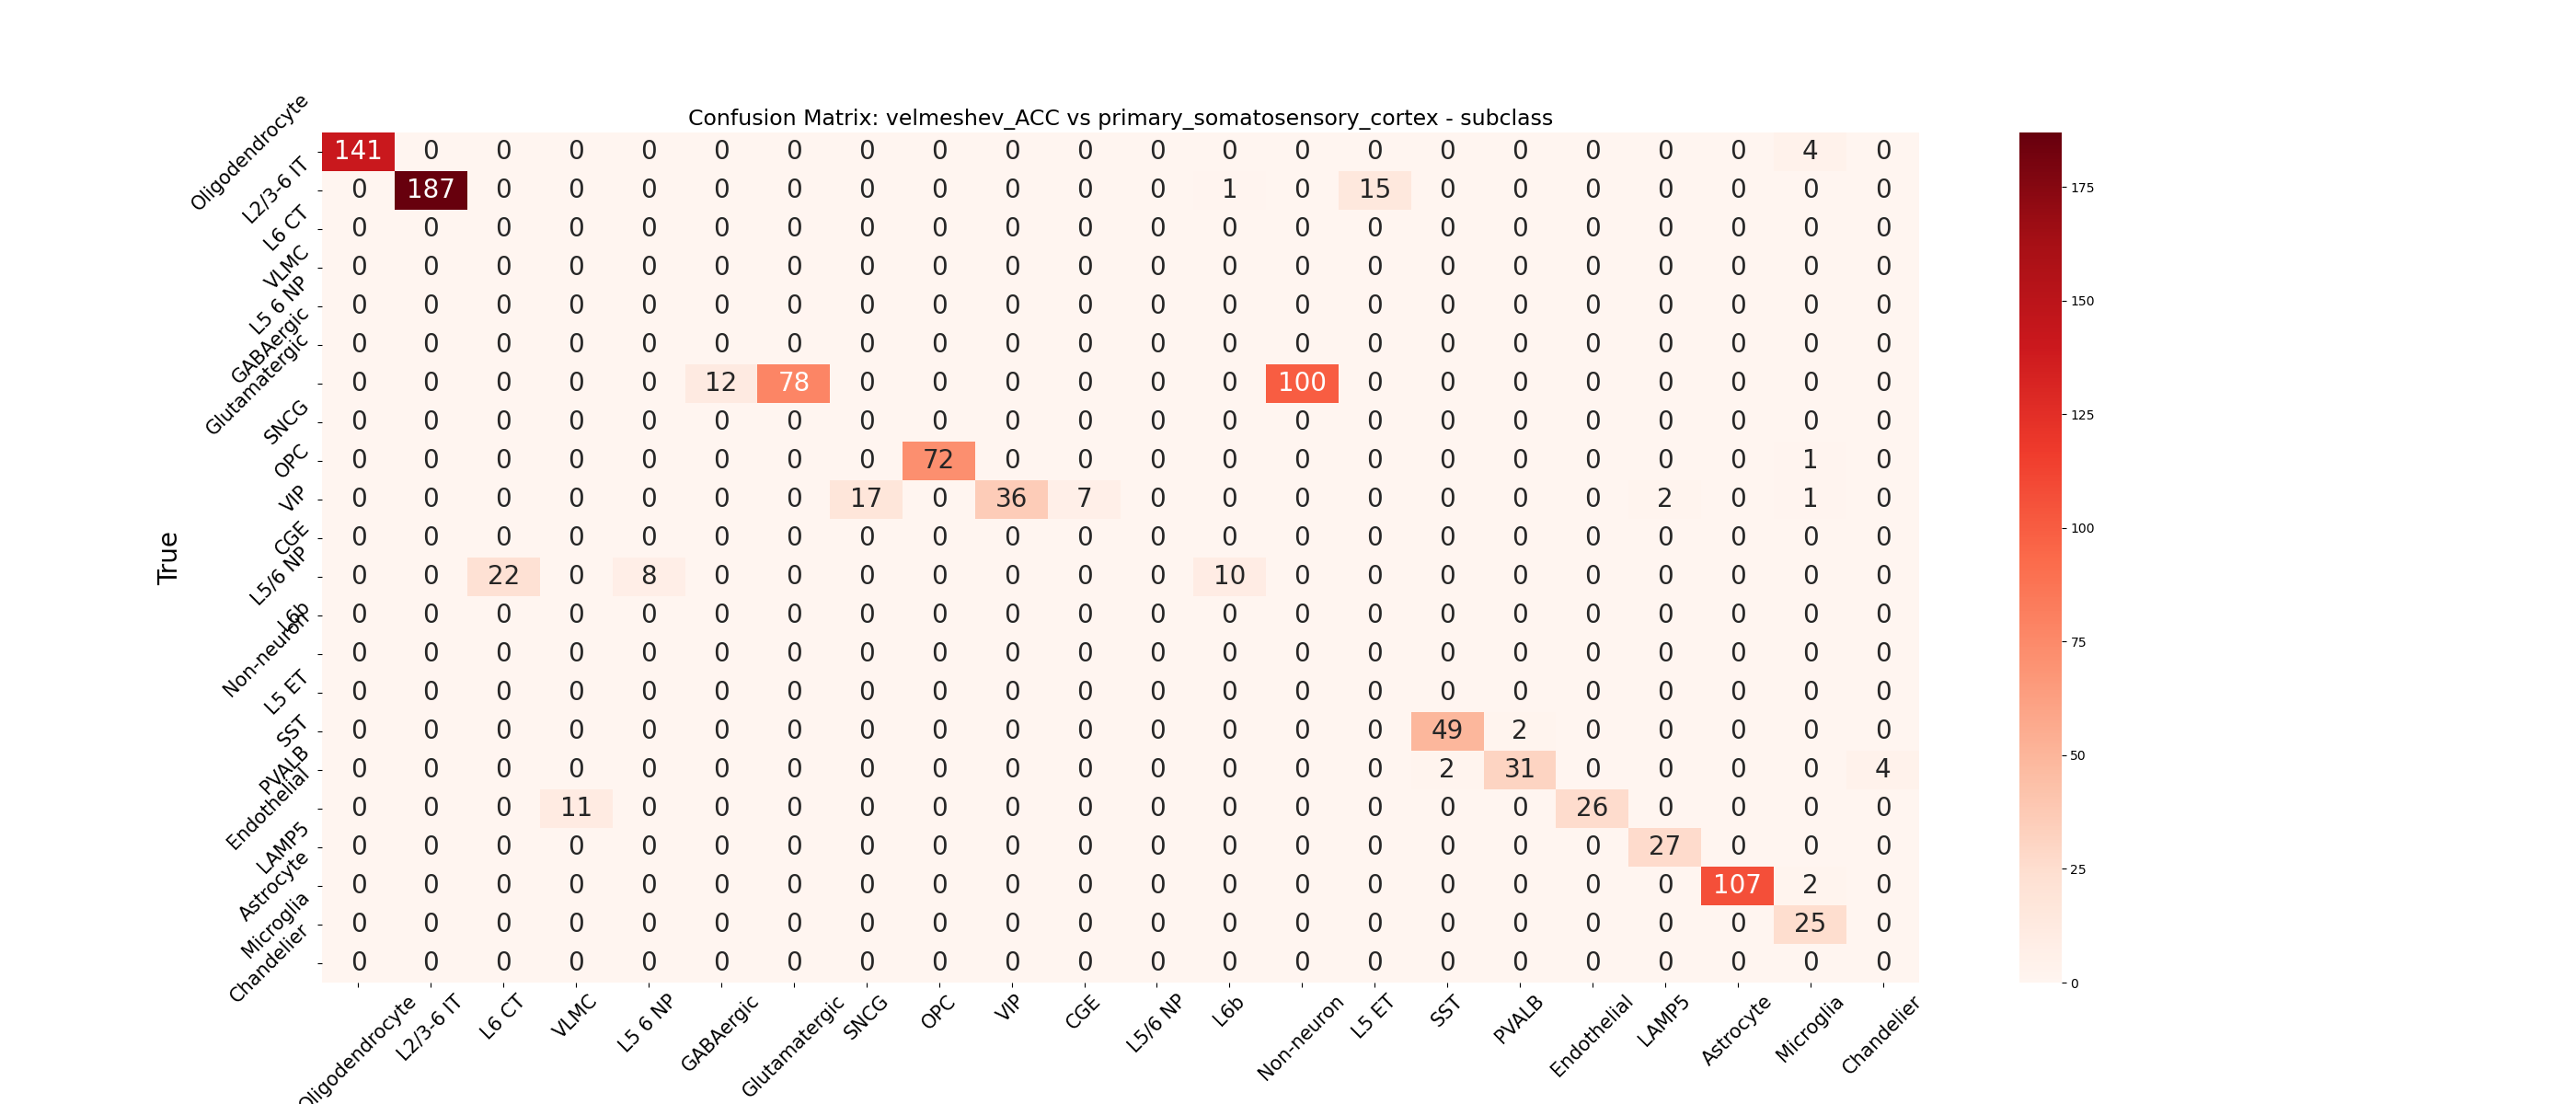 Confusion Matrix: velmeshev_ACC vs primary_somatosensory_cortex - subclass
True
Oligodendrocyte 141 0 0 0 0 0 0 0 0 0 0 0 0 0 0 0 0 0 0 0 4 0
L2/3-6 IT 0 187 0 0 0 0 0 0 0 0 0 0 1 0 15 0 0 0 0 0 0 0
L6 CT 0 0 0 0 0 0 0 0 0 0 0 0 0 0 0 0 0 0 0 0 0 0
VLMC 0 0 0 0 0 0 0 0 0 0 0 0 0 0 0 0 0 0 0 0 0 0
L5 6 NP 0 0 0 0 0 0 0 0 0 0 0 0 0 0 0 0 0 0 0 0 0 0
GABAergic 0 0 0 0 0 0 0 0 0 0 0 0 0 0 0 0 0 0 0 0 0 0
Glutamatergic 0 0 0 0 0 12 78 0 0 0 0 0 0 100 0 0 0 0 0 0 0 0
SNCG 0 0 0 0 0 0 0 0 0 0 0 0 0 0 0 0 0 0 0 0 0 0
OPC 0 0 0 0 0 0 0 0 72 0 0 0 0 0 0 0 0 0 0 0 1 0
VIP 0 0 0 0 0 0 0 17 0 36 7 0 0 0 0 0 0 0 2 0 1 0
CGE 0 0 0 0 0 0 0 0 0 0 0 0 0 0 0 0 0 0 0 0 0 0
L5/6 NP 0 0 22 0 8 0 0 0 0 0 0 0 10 0 0 0 0 0 0 0 0 0
L6b 0 0 0 0 0 0 0 0 0 0 0 0 0 0 0 0 0 0 0 0 0 0
Non-neuron 0 0 0 0 0 0 0 0 0 0 0 0 0 0 0 0 0 0 0 0 0 0
L5 ET 0 0 0 0 0 0 0 0 0 0 0 0 0 0 0 0 0 0 0 0 0 0
SST 0 0 0 0 0 0 0 0 0 0 0 0 0 0 0 49 2 0 0 0 0 0
PVALB 0 0 0 0 0 0 0 0 0 0 0 0 0 0 0 2 31 0 0 0 0 4
Endothelial 0 0 0 11 0 0 0 0 0 0 0 0 0 0 0 0 0 26 0 0 0 0
LAMP5 0 0 0 0 0 0 0 0 0 0 0 0 0 0 0 0 0 0 27 0 0 0
Astrocyte 0 0 0 0 0 0 0 0 0 0 0 0 0 0 0 0 0 0 0 107 2 0
Microglia 0 0 0 0 0 0 0 0 0 0 0 0 0 0 0 0 0 0 0 0 25 0
Chandelier 0 0 0 0 0 0 0 0 0 0 0 0 0 0 0 0 0 0 0 0 0 0
Oligodendrocyte L2/3-6 IT L6 CT VLMC L5 6 NP GABAergic Glutamatergic SNCG OPC VIP CGE L5/6 NP L6b Non-neuron L5 ET SST PVALB Endothelial LAMP5 Astrocyte Microglia Chandelier
175
150
125
100
75
50
25
0